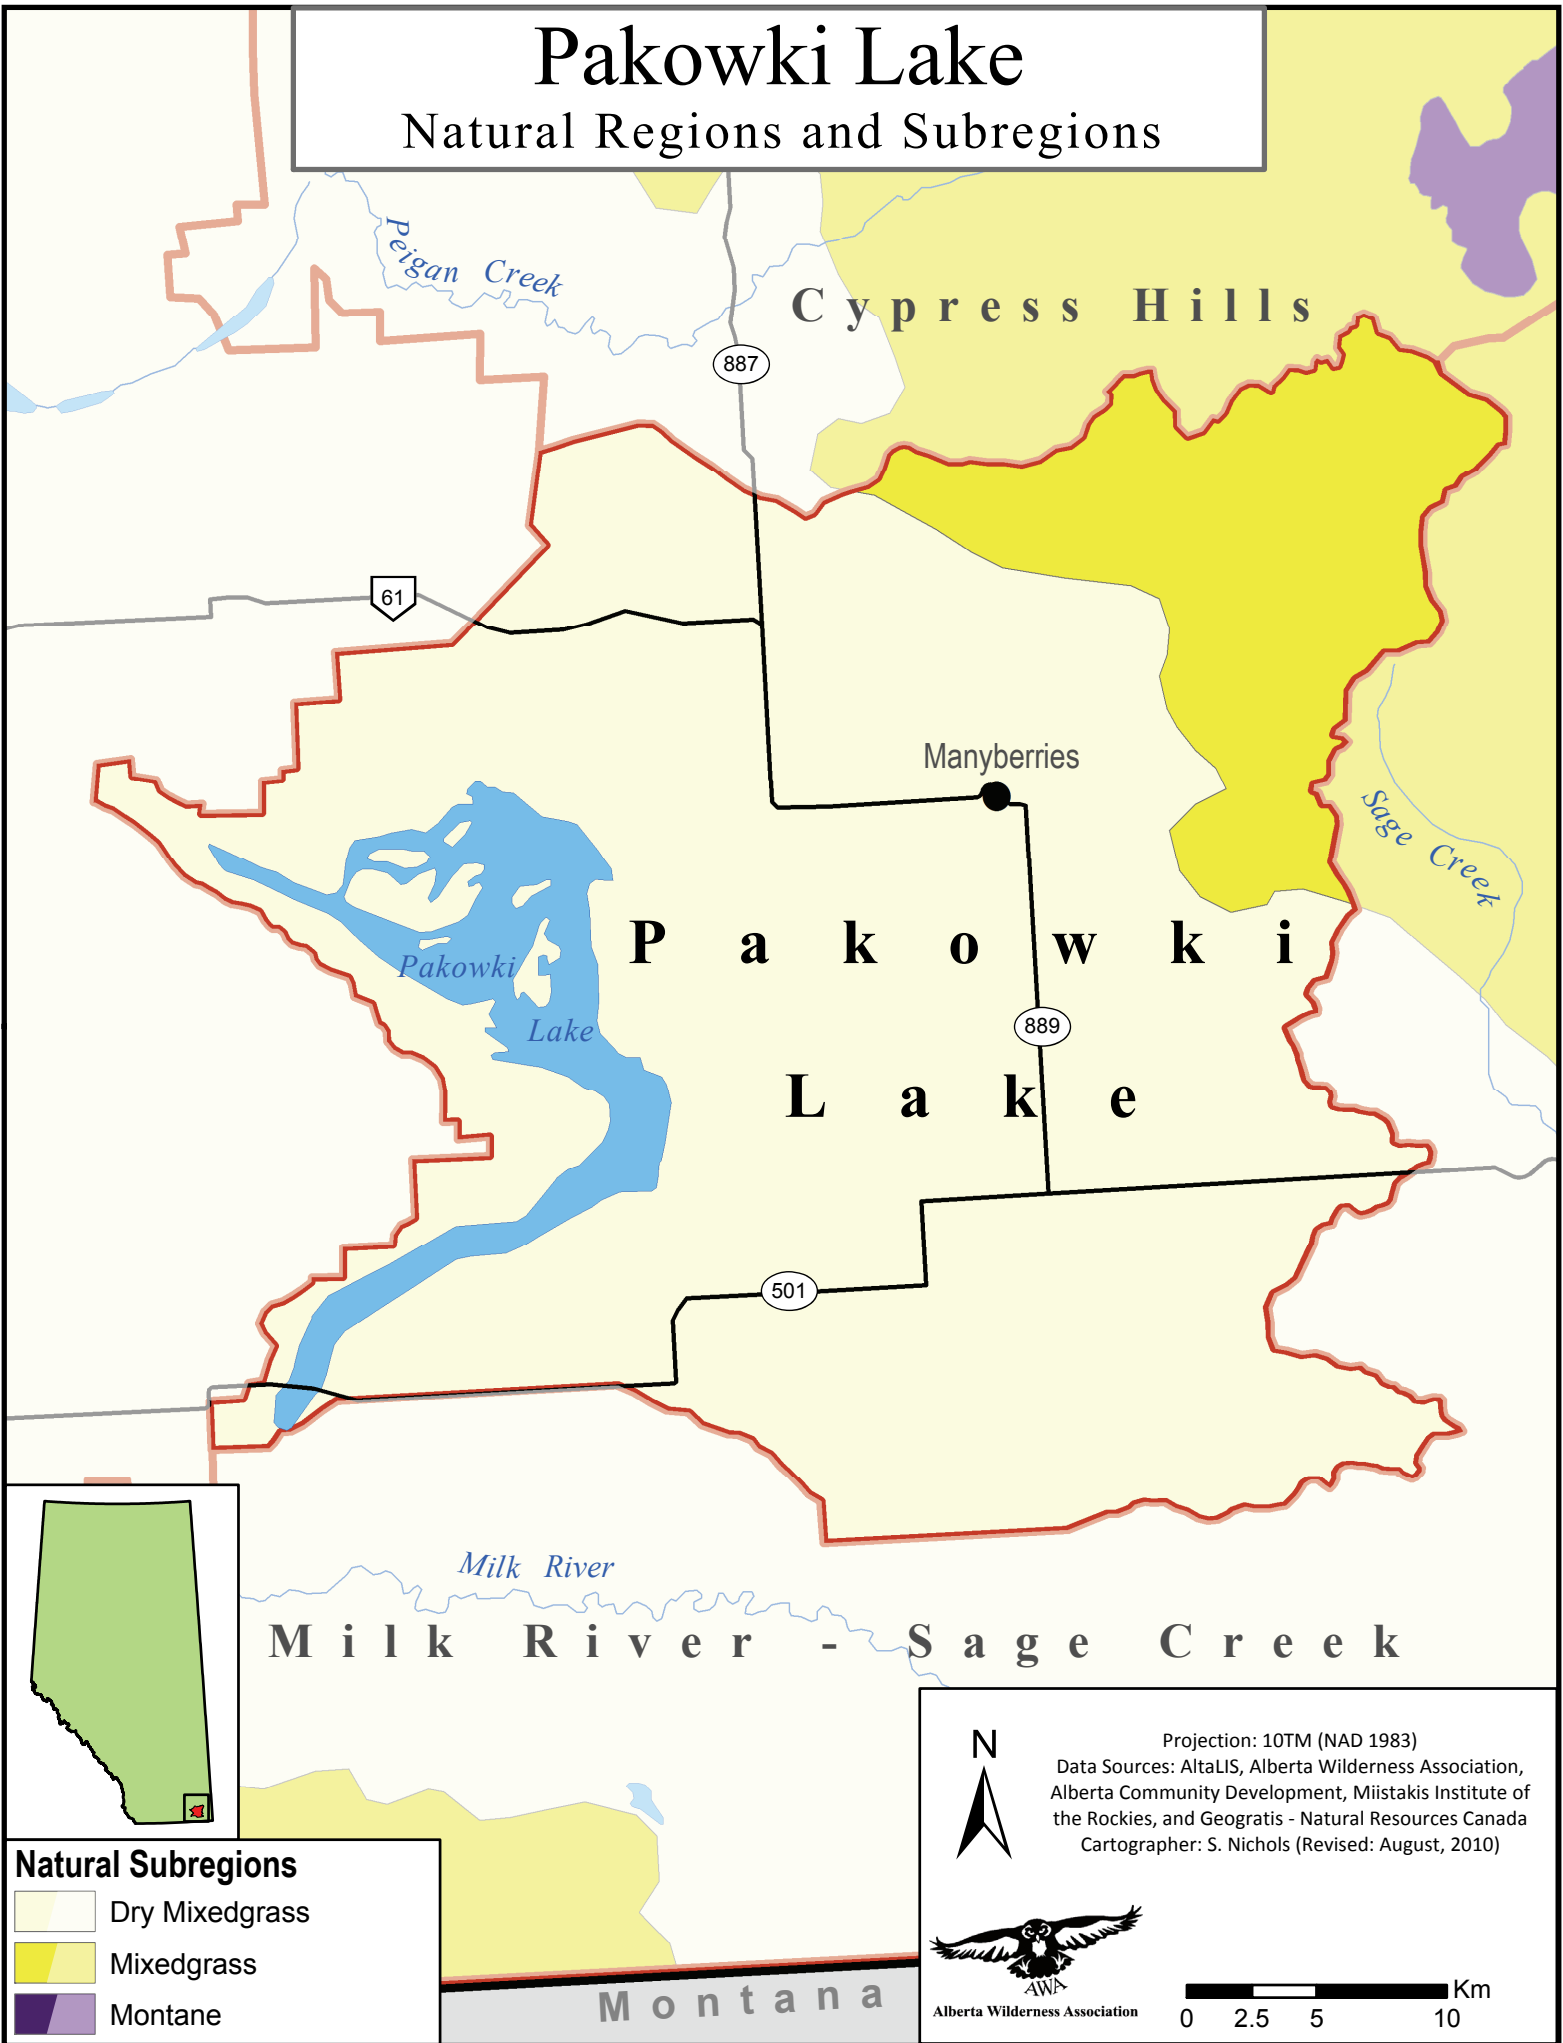 Pakowki Lake
Natural Regions and Subregions
Peigan Creek
Cypress Hills
887
61
Manyberries
Sage Creek
Pakowki
Lake
Pakowki
Lake
889
501
Milk River
Milk River - Sage Creek
N
Projection: 10TM (NAD 1983)
Data Sources: AltaLIS, Alberta Wilderness Association,
Alberta Community Development, Miistakis Institute of
the Rockies, and Geogratis - Natural Resources Canada
Cartographer: S. Nichols (Revised: August, 2010)
Natural Subregions
Dry Mixedgrass
Mixedgrass
Montane
Montana
AWA
Alberta Wilderness Association
Km
0 2.5 5 10